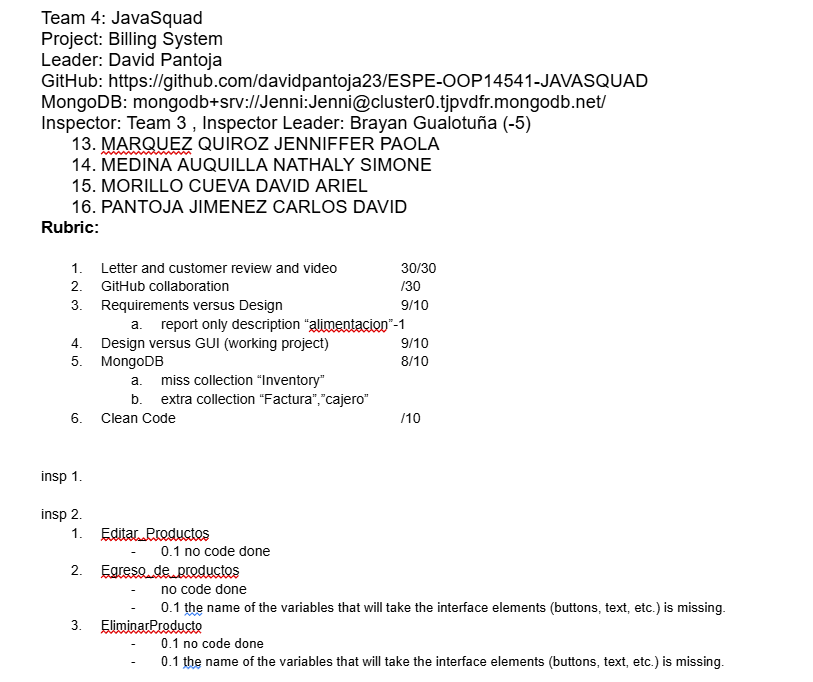 Team 4: JavaSquad
Project: Billing System
Leader: David Pantoja
GitHub: https://github.com/davidpantoja23/ESPE-OOP14541-JAVASQUAD
MongoDB: mongodb+srv://Jenni:Jenni@cluster0.tjpvdfr.mongodb.net/
Inspector: Team 3 , Inspector Leader: Brayan Gualotuña (-5)
13. MARQUEZ QUIROZ JENNIFFER PAOLA
14. MEDINA AUQUILLA NATHALY SIMONE
15. MORILLO CUEVA DAVID ARIEL
16. PANTOJA JIMENEZ CARLOS DAVID
Rubric:
1. Letter and customer review and video 30/30
2. GitHub collaboration /30
3. Requirements versus Design 9/10
a. report only description “alimentacion”-1
4. Design versus GUI (working project) 9/10
5. MongoDB 8/10
a. miss collection “Inventory”
b. extra collection “Factura”,”cajero”
6. Clean Code /10
insp 1.
insp 2.
1. Editar_Productos
- 0.1 no code done
2. Egreso_de_productos
- no code done
- 0.1 the name of the variables that will take the interface elements (buttons, text, etc.) is missing.
3. EliminarProducto
- 0.1 no code done
- 0.1 the name of the variables that will take the interface elements (buttons, text, etc.) is missing.